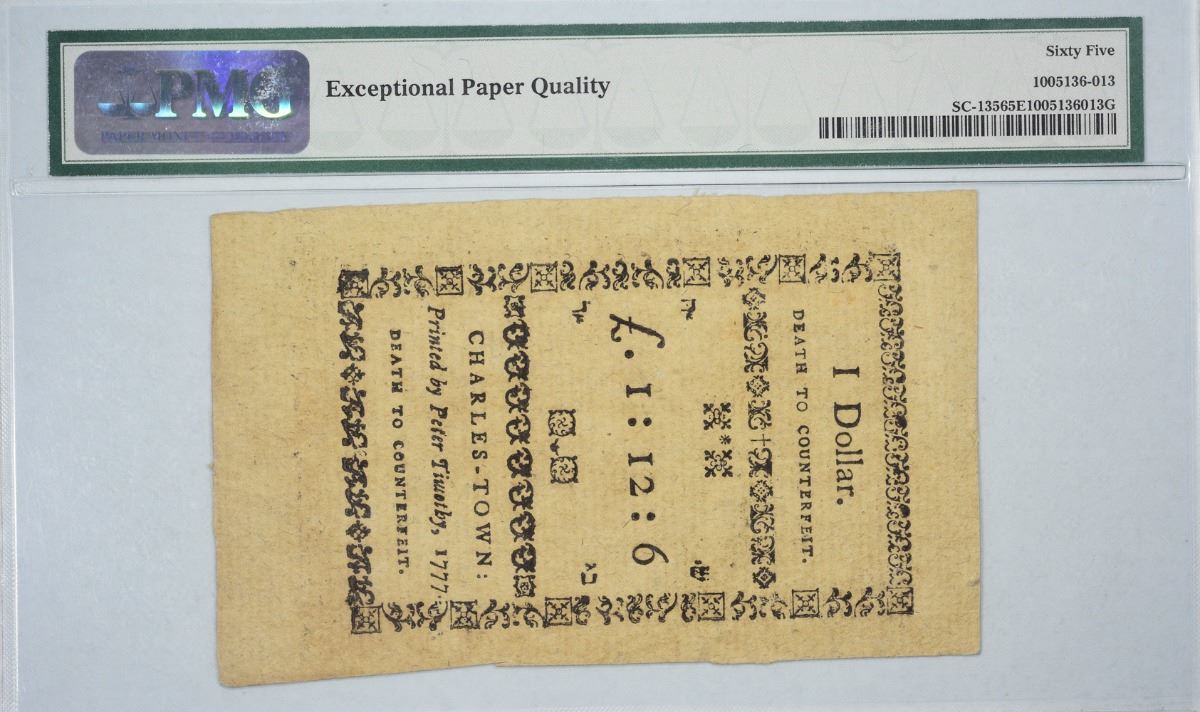 PMG
Exceptional Paper Quality
Sixty Five
1005136-013
SC-13565E1005136013G
I Dollar.
DEATH TO COUNTERFEIT.
£. 1 : 12 : 6
CHARLES-TOWN:
Printed by Peter Timothy, 1777.
DEATH TO COUNTERFEIT.